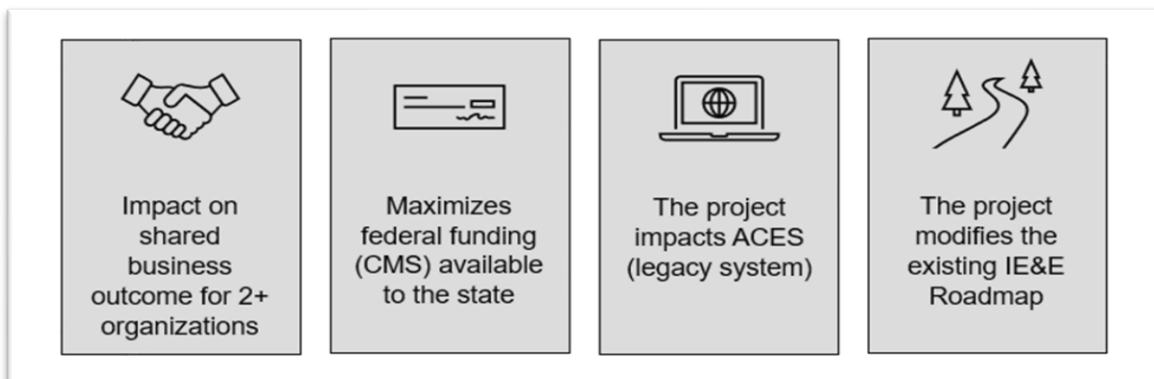 Impact on
shared
business
outcome for 2+
organizations
Maximizes
federal funding
(CMS) available
to the state
The project
impacts ACES
(legacy system)
The project
modifies the
existing IE&E
Roadmap